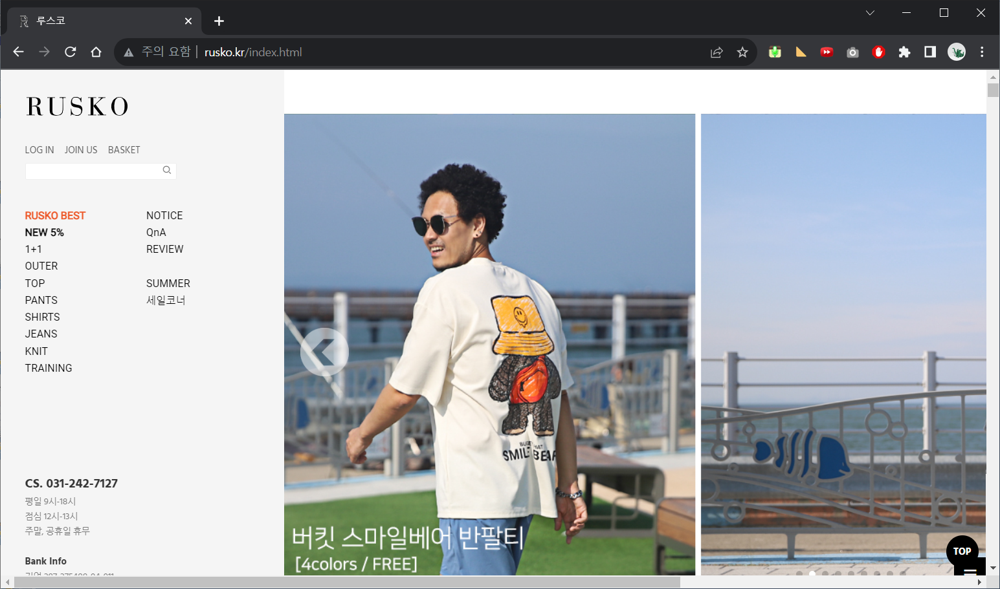 루스코
주의 요함 | rusko.kr/index.html
RUSKO
LOG IN JOIN US BASKET
RUSKO BEST
NEW 5%
1+1
OUTER
TOP
PANTS
SHIRTS
JEANS
KNIT
TRAINING
NOTICE
QnA
REVIEW
SUMMER
세일코너
CS. 031-242-7127
평일 9시-18시
점심 12시-13시
주말, 공휴일 휴무
Bank Info
SMILE BEAR
버킷 스마일베어 반팔티
[4colors / FREE]
TOP